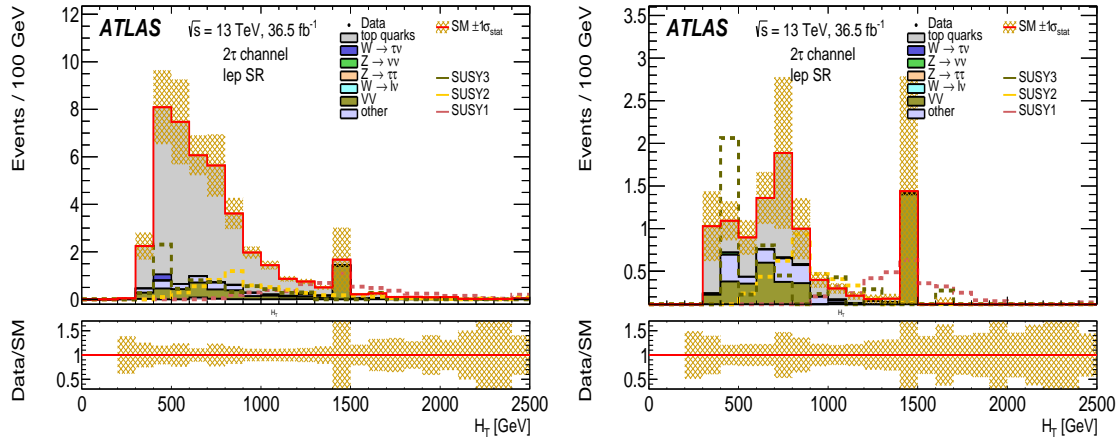 ATLAS
√s = 13 TeV, 36.5 fb⁻¹
2τ channel
lep SR
Data
top quarks
W → τν
Z → νν
Z → ττ
W → lν
VV
other
SM ±1σstat
SUSY3
SUSY2
SUSY1
Events / 100 GeV
12
10
8
6
4
2
0
H_T
Data/SM
1.5
1
0.5
0 500 1000 1500 2000 2500
H_T [GeV]
ATLAS
√s = 13 TeV, 36.5 fb⁻¹
2τ channel
lep SR
Data
top quarks
W → τν
Z → νν
Z → ττ
W → lν
VV
other
SM ±1σstat
SUSY3
SUSY2
SUSY1
Events / 100 GeV
3.5
3
2.5
2
1.5
1
0.5
H_T
Data/SM
1.5
1
0.5
0 500 1000 1500 2000 2500
H_T [GeV]